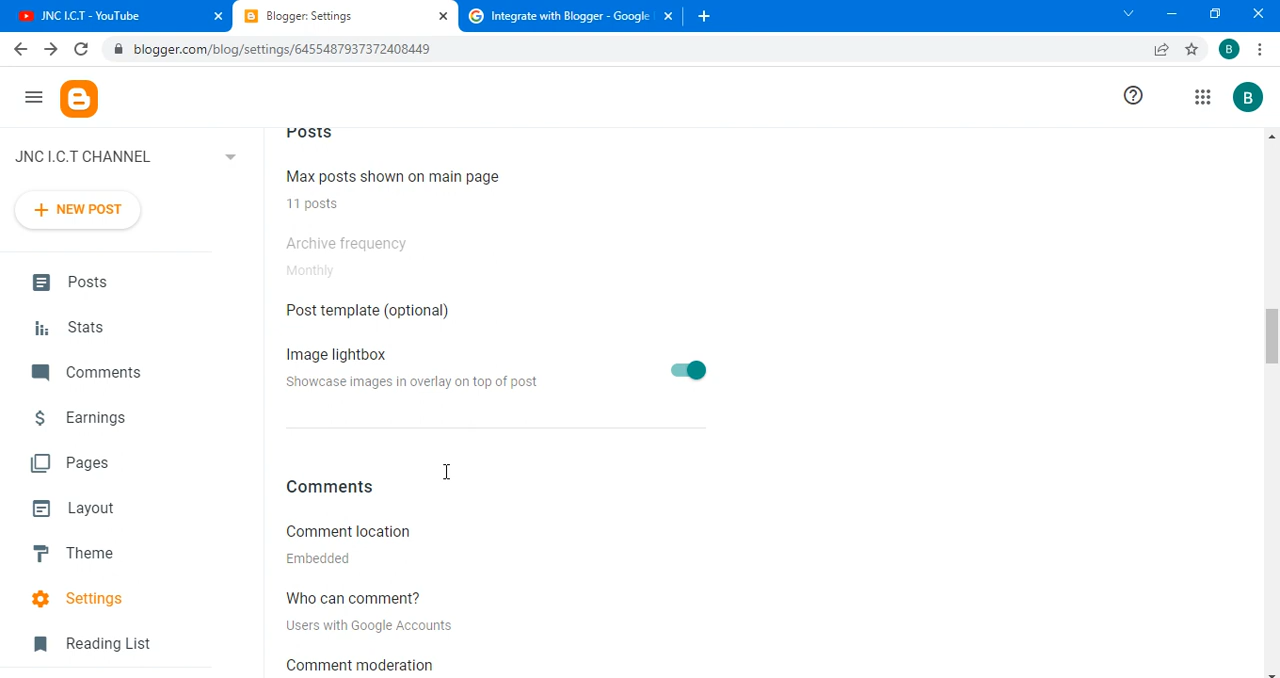 JNC I.C.T - YouTube
Blogger: Settings
Integrate with Blogger - Google
blogger.com/blog/settings/6455487937372408449
B
B
JNC I.C.T CHANNEL
NEW POST
Posts
Stats
Comments
Earnings
Pages
Layout
Theme
Settings
Reading List
Posts
Max posts shown on main page
11 posts
Archive frequency
Monthly
Post template (optional)
Image lightbox
Showcase images in overlay on top of post
Comments
Comment location
Embedded
Who can comment?
Users with Google Accounts
Comment moderation